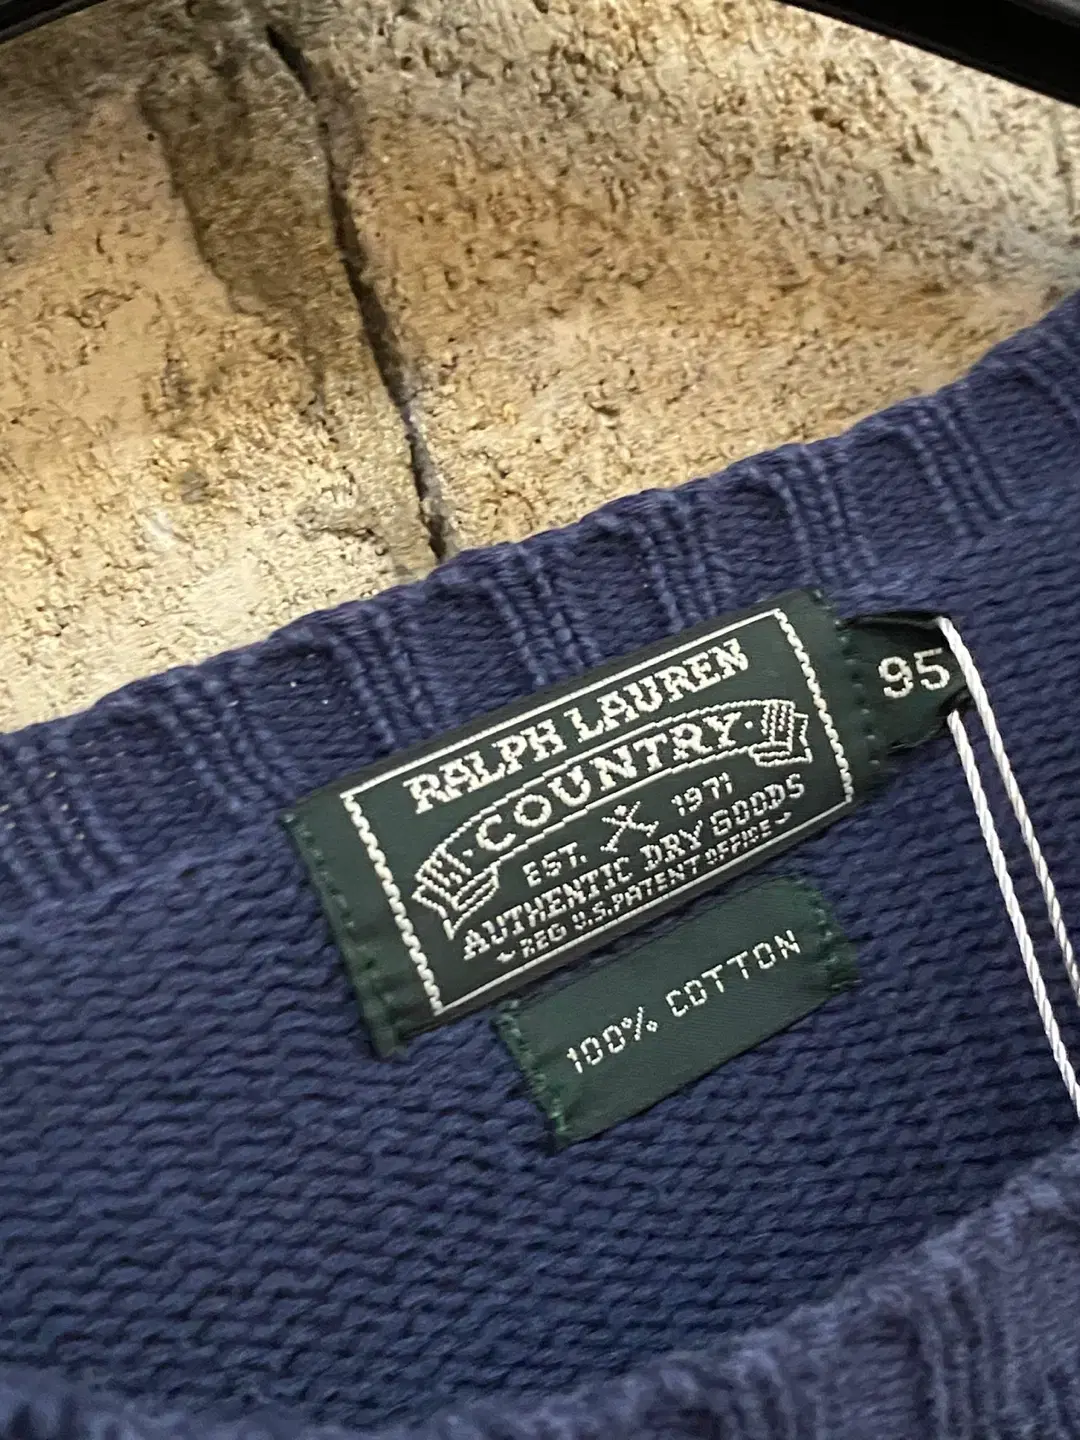 RALPH LAUREN
·COUNTRY·
EST. 1971
AUTHENTIC DRY GOODS
REG U.S.PATENT OFFICE
95
100% COTTON